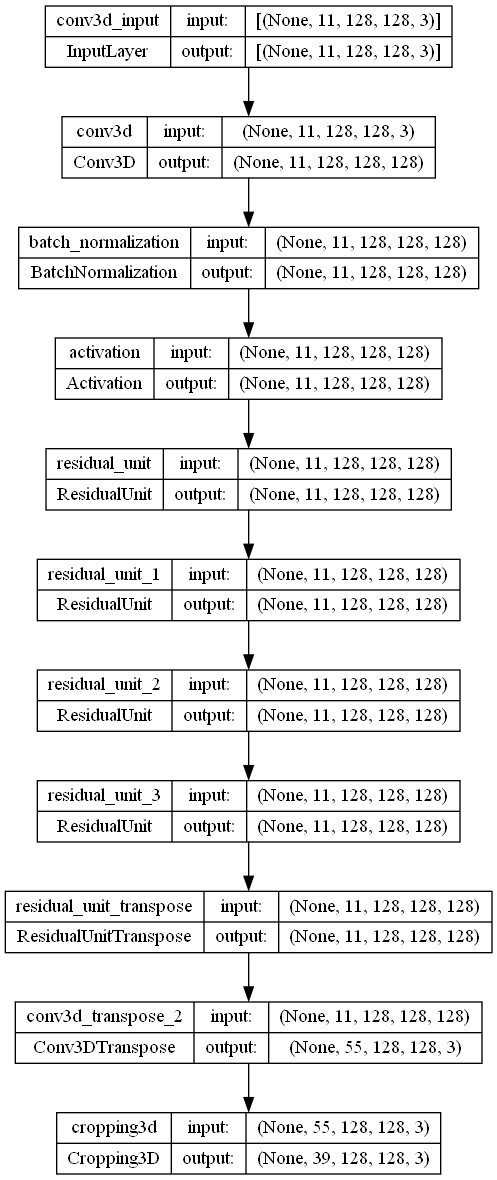 conv3d_input input: [(None, 11, 128, 128, 3)]
InputLayer output: [(None, 11, 128, 128, 3)]
conv3d input: (None, 11, 128, 128, 3)
Conv3D output: (None, 11, 128, 128, 128)
batch_normalization input: (None, 11, 128, 128, 128)
BatchNormalization output: (None, 11, 128, 128, 128)
activation input: (None, 11, 128, 128, 128)
Activation output: (None, 11, 128, 128, 128)
residual_unit input: (None, 11, 128, 128, 128)
ResidualUnit output: (None, 11, 128, 128, 128)
residual_unit_1 input: (None, 11, 128, 128, 128)
ResidualUnit output: (None, 11, 128, 128, 128)
residual_unit_2 input: (None, 11, 128, 128, 128)
ResidualUnit output: (None, 11, 128, 128, 128)
residual_unit_3 input: (None, 11, 128, 128, 128)
ResidualUnit output: (None, 11, 128, 128, 128)
residual_unit_transpose input: (None, 11, 128, 128, 128)
ResidualUnitTranspose output: (None, 11, 128, 128, 128)
conv3d_transpose_2 input: (None, 11, 128, 128, 128)
Conv3DTranspose output: (None, 55, 128, 128, 3)
cropping3d input: (None, 55, 128, 128, 3)
Cropping3D output: (None, 39, 128, 128, 3)